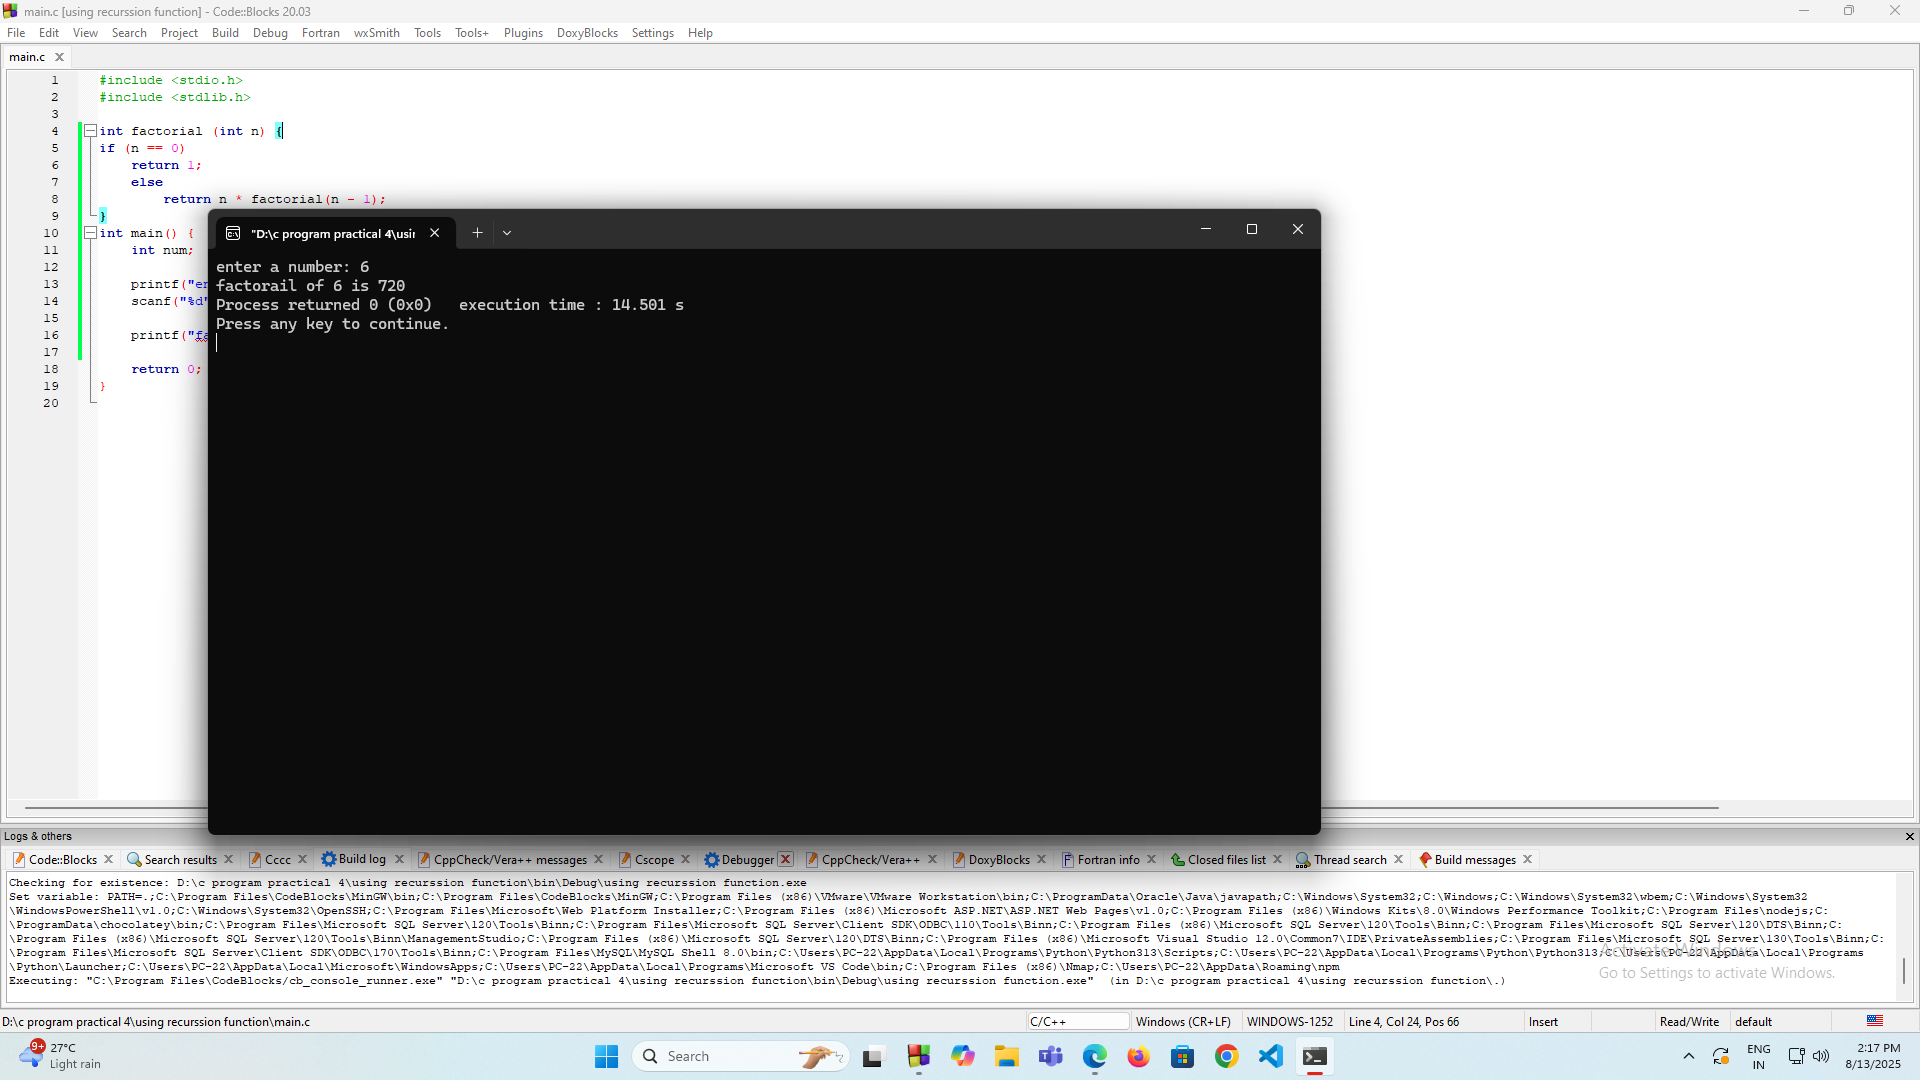 main.c [using recurssion function] - Code::Blocks 20.03
File Edit View Search Project Build Debug Fortran wxSmith Tools Tools+ Plugins DoxyBlocks Settings Help
main.c
1 #include <stdio.h>
2 #include <stdlib.h>
3
4 int factorial (int n) {
5 if (n == 0)
6 return 1;
7 else
8 return n * factorial(n - 1);
9 }
10 int main() {
11 int num;
12
13 printf("en
14 scanf("%d"
15
16 printf("fa
17
18 return 0;
19 }
20
"D:\c program practical 4\usin
enter a number: 6
factorail of 6 is 720
Process returned 0 (0x0)   execution time : 14.501 s
Press any key to continue.
Logs & others
Code::Blocks Search results Cccc Build log CppCheck/Vera++ messages Cscope Debugger CppCheck/Vera++ DoxyBlocks Fortran info Closed files list Thread search Build messages
Checking for existence: D:\c program practical 4\using recurssion function\bin\Debug\using recurssion function.exe
Set variable: PATH=.;C:\Program Files\CodeBlocks\MinGW\bin;C:\Program Files\CodeBlocks\MinGW;C:\Program Files (x86)\VMware\VMware Workstation\bin;C:\ProgramData\Oracle\Java\javapath;C:\Windows\System32;C:\Windows;C:\Windows\System32\wbem;C:\Windows\System32
\WindowsPowerShell\v1.0;C:\Windows\System32\OpenSSH;C:\Program Files\Microsoft\Web Platform Installer;C:\Program Files (x86)\Microsoft ASP.NET\ASP.NET Web Pages\v1.0;C:\Program Files (x86)\Windows Kits\8.0\Windows Performance Toolkit;C:\Program Files\nodejs;C:
\ProgramData\chocolatey\bin;C:\Program Files\Microsoft SQL Server\120\Tools\Binn;C:\Program Files\Microsoft SQL Server\Client SDK\ODBC\110\Tools\Binn;C:\Program Files (x86)\Microsoft SQL Server\120\Tools\Binn;C:\Program Files\Microsoft SQL Server\120\DTS\Binn;C:
\Program Files (x86)\Microsoft SQL Server\120\Tools\Binn\ManagementStudio;C:\Program Files (x86)\Microsoft SQL Server\120\DTS\Binn;C:\Program Files (x86)\Microsoft Visual Studio 12.0\Common7\IDE\PrivateAssemblies;C:\Program Files\Microsoft SQL Server\130\Tools\Binn;C:
\Program Files\Microsoft SQL Server\Client SDK\ODBC\170\Tools\Binn;C:\Program Files\MySQL\MySQL Shell 8.0\bin;C:\Users\PC-22\AppData\Local\Programs\Python\Python313\Scripts;C:\Users\PC-22\AppData\Local\Programs\Python\Python313;C:\Users\PC-22\AppData\Local\Programs
\Python\Launcher;C:\Users\PC-22\AppData\Local\Microsoft\WindowsApps;C:\Users\PC-22\AppData\Local\Programs\Microsoft VS Code\bin;C:\Program Files (x86)\Nmap;C:\Users\PC-22\AppData\Roaming\npm
Executing: "C:\Program Files\CodeBlocks/cb_console_runner.exe" "D:\c program practical 4\using recurssion function\bin\Debug\using recurssion function.exe"  (in D:\c program practical 4\using recurssion function\.)
Activate Windows
Go to Settings to activate Windows.
D:\c program practical 4\using recurssion function\main.c C/C++ Windows (CR+LF) WINDOWS-1252 Line 4, Col 24, Pos 66 Insert Read/Write default
9+ 27°C
Light rain
Search
ENG
IN
2:17 PM
8/13/2025